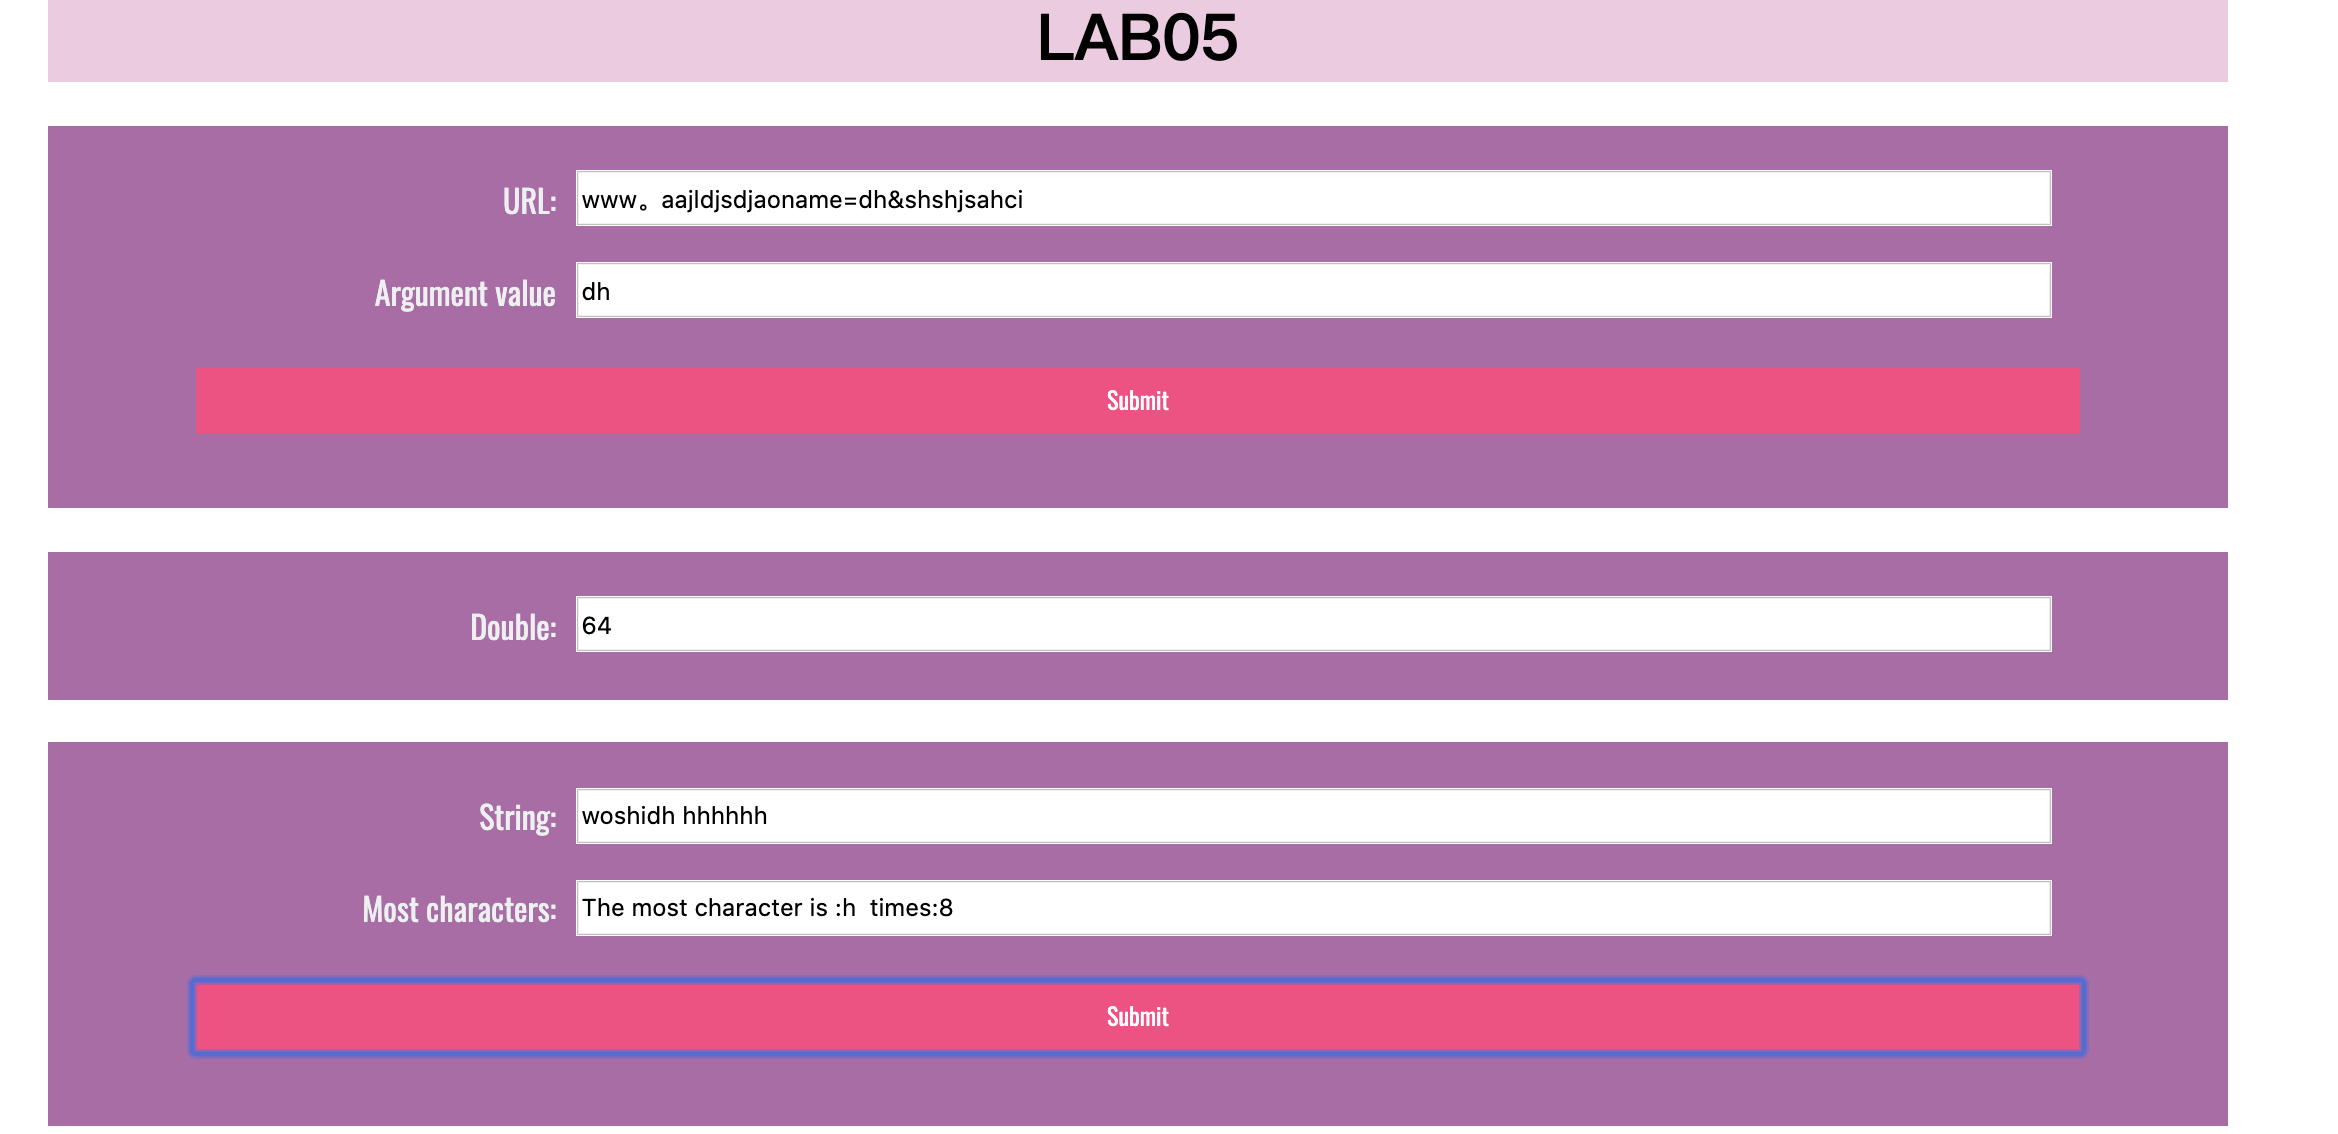 LAB05
URL: www。aajldjsdjaoname=dh&shshjsahci
Argument value dh
Submit
Double: 64
String: woshidh hhhhhh
Most characters: The most character is :h  times:8
Submit